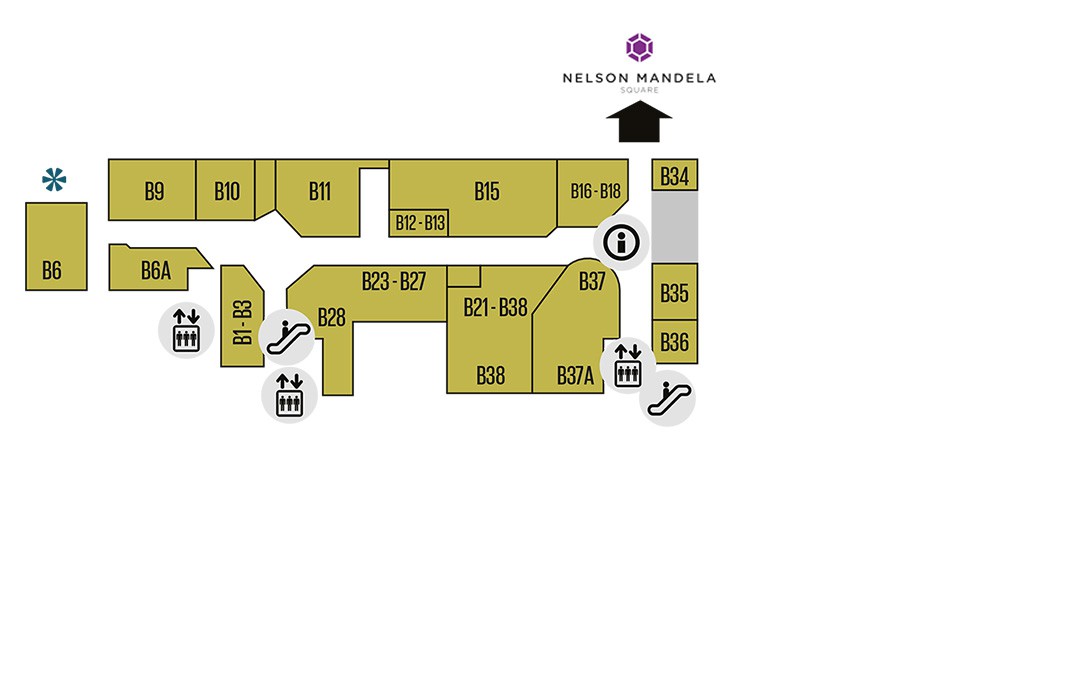 NELSON MANDELA
SQUARE
B9
B10
B11
B15
B12 - B13
B16 - B18
B34
B6
B6A
B1 - B3
B23 - B27
B28
B21 - B38
B37
B35
B36
B38
B37A